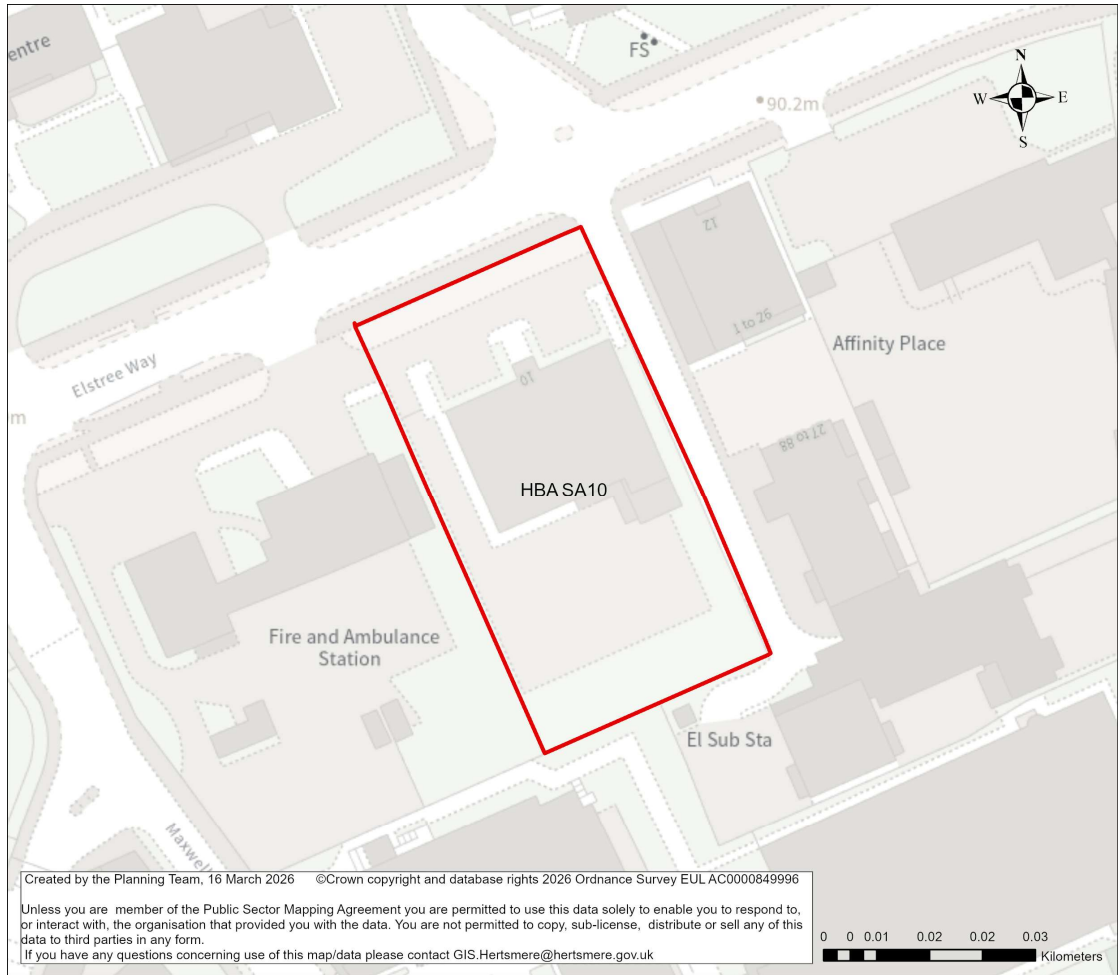 entre
FS
N
W E
S
90.2m
12
1 to 26
Affinity Place
Elstree Way
m
10
27 to 88
HBA SA10
Fire and Ambulance
Station
El Sub Sta
Maxwell
Created by the Planning Team, 16 March 2026 ©Crown copyright and database rights 2026 Ordnance Survey EUL AC0000849996
Unless you are member of the Public Sector Mapping Agreement you are permitted to use this data solely to enable you to respond to,
or interact with, the organisation that provided you with the data. You are not permitted to copy, sub-license, distribute or sell any of this
data to third parties in any form.
If you have any questions concerning use of this map/data please contact GIS.Hertsmere@hertsmere.gov.uk
0 0 0.01 0.02 0.02 0.03
Kilometers